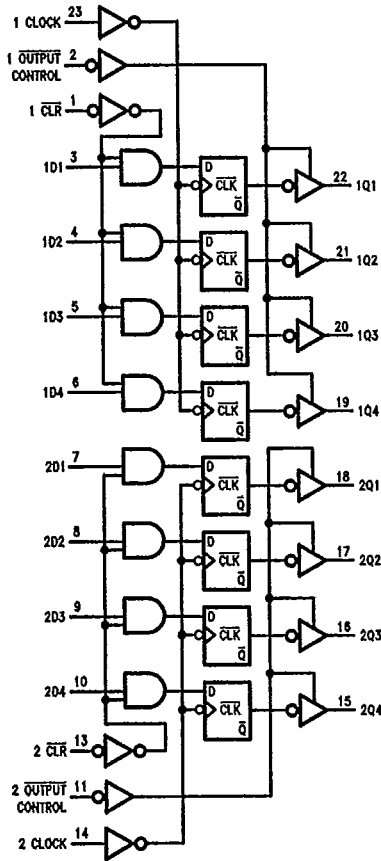 1 CLOCK 23
1 OUTPUT CONTROL 2
1 CLR 1
1D1 3 D CLK Q 22 1Q1
1D2 4 D CLK Q 21 1Q2
1D3 5 D CLK Q 20 1Q3
1D4 6 D CLK Q 19 1Q4
2D1 7 D CLK Q 18 2Q1
2D2 8 D CLK Q 17 2Q2
2D3 9 D CLK Q 16 2Q3
2D4 10 D CLK Q 15 2Q4
2 CLR 13
2 OUTPUT CONTROL 11
2 CLOCK 14